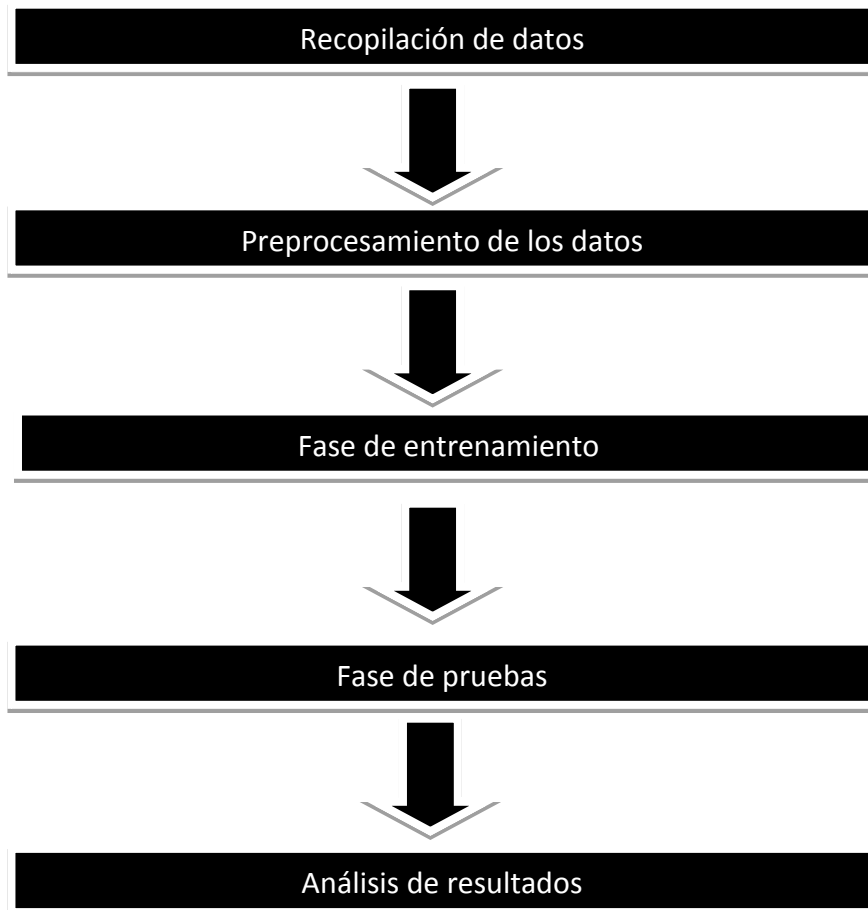 Recopilación de datos
Preprocesamiento de los datos
Fase de entrenamiento
Fase de pruebas
Análisis de resultados